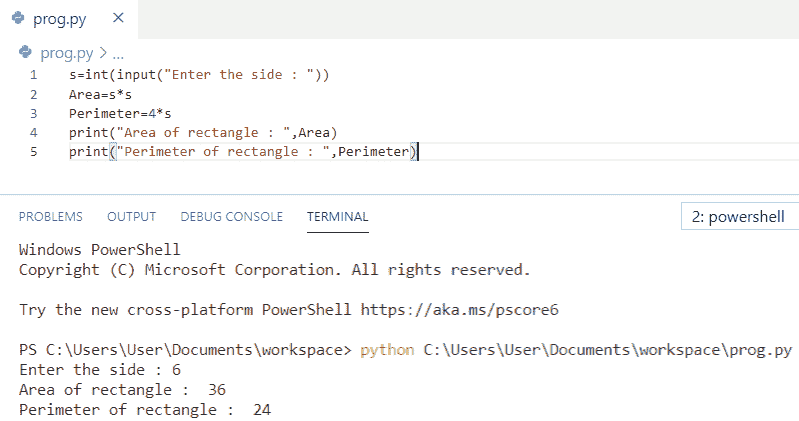 prog.py ×
prog.py > ...
1 s=int(input("Enter the side : "))
2 Area=s*s
3 Perimeter=4*s
4 print("Area of rectangle : ",Area)
5 print("Perimeter of rectangle : ",Perimeter)
PROBLEMS OUTPUT DEBUG CONSOLE TERMINAL 2: powershell
Windows PowerShell
Copyright (C) Microsoft Corporation. All rights reserved.
Try the new cross-platform PowerShell https://aka.ms/pscore6
PS C:\Users\User\Documents\workspace> python C:\Users\User\Documents\workspace\prog.py
Enter the side : 6
Area of rectangle :  36
Perimeter of rectangle :  24